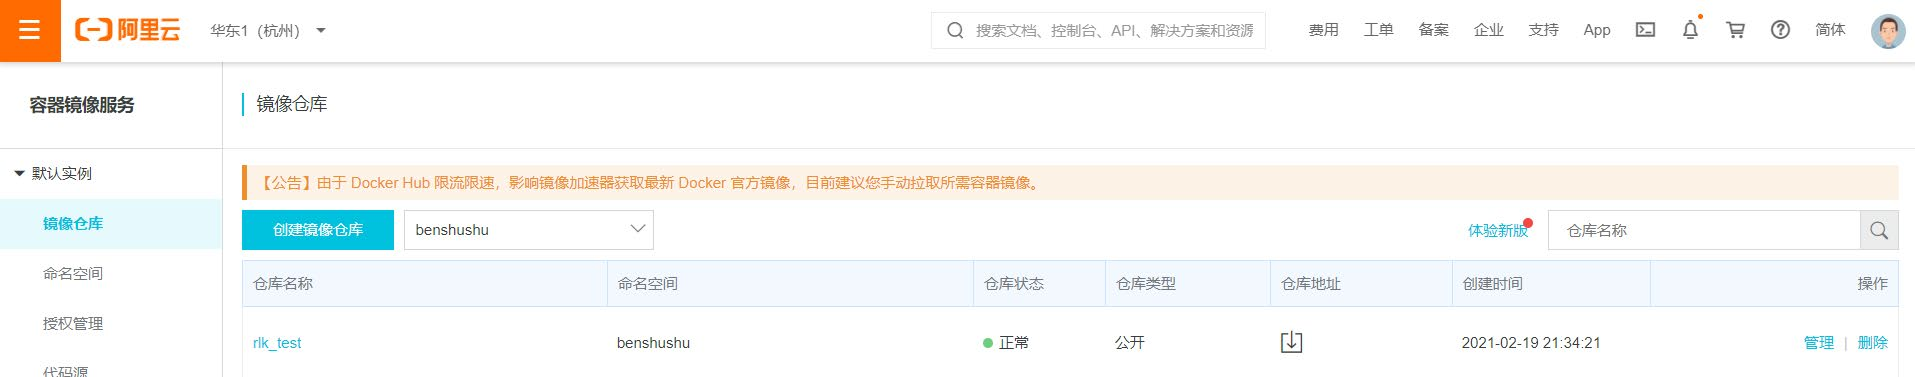 阿里云 华东1（杭州） 搜索文档、控制台、API、解决方案和资源 费用 工单 备案 企业 支持 App 简体
容器镜像服务
镜像仓库
默认实例
【公告】由于 Docker Hub 限流限速，影响镜像加速器获取最新 Docker 官方镜像，目前建议您手动拉取所需容器镜像。
镜像仓库
创建镜像仓库 benshushu 体验新版 仓库名称
命名空间
仓库名称 命名空间 仓库状态 仓库类型 仓库地址 创建时间 操作
授权管理
rlk_test benshushu 正常 公开 2021-02-19 21:34:21 管理 | 删除
代码源